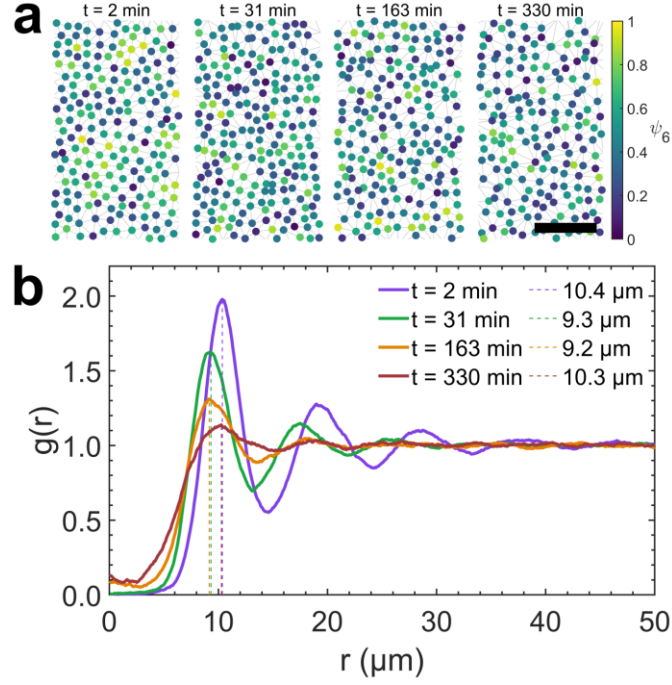 a
t = 2 min t = 31 min t = 163 min t = 330 min
1
0.8
0.6
0.4
0.2
0
ψ6
b
2.0
1.5
1.0
0.5
0.0
g(r)
t = 2 min 10.4 µm
t = 31 min 9.3 µm
t = 163 min 9.2 µm
t = 330 min 10.3 µm
0 10 20 30 40 50
r (µm)